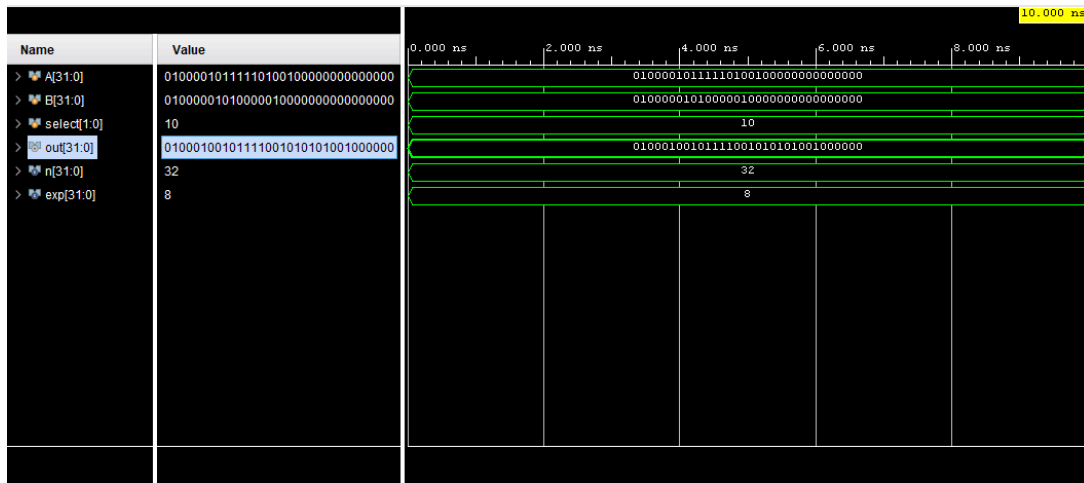 10.000 ns
Name Value 0.000 ns 2.000 ns 4.000 ns 6.000 ns 8.000 ns
> A[31:0] 01000010111110100100000000000000 01000010111110100100000000000000
> B[31:0] 01000001010000010000000000000000 01000001010000010000000000000000
> select[1:0] 10 10
> out[31:0] 01000100101111001010101001000000 01000100101111001010101001000000
> n[31:0] 32 32
> exp[31:0] 8 8